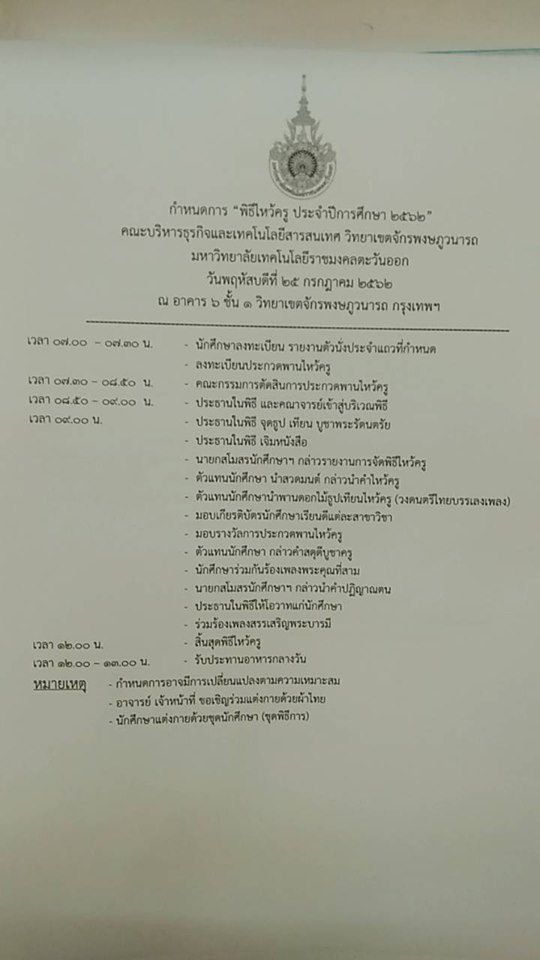 กำหนดการ "พิธีไหว้ครู ประจำปีการศึกษา ๒๕๖๒"
คณะบริหารธุรกิจและเทคโนโลยีสารสนเทศ วิทยาเขตจักรพงษภูวนารถ
มหาวิทยาลัยเทคโนโลยีราชมงคลตะวันออก
วันพฤหัสบดีที่ ๒๕ กรกฎาคม ๒๕๖๒
ณ อาคาร ๖ ชั้น ๑ วิทยาเขตจักรพงษภูวนารถ กรุงเทพฯ
เวลา ๐๗.๐๐ – ๐๗.๓๐ น. - นักศึกษาลงทะเบียน รายงานตัวนั่งประจำแถวที่กำหนด
- ลงทะเบียนประกวดพานไหว้ครู
เวลา ๐๗.๓๐ – ๐๘.๕๐ น. - คณะกรรมการตัดสินการประกวดพานไหว้ครู
เวลา ๐๘.๕๐ – ๐๙.๐๐ น. - ประธานในพิธี และคณาจารย์เข้าสู่บริเวณพิธี
เวลา ๐๙.๐๐ น. - ประธานในพิธี จุดธูป เทียน บูชาพระรัตนตรัย
- ประธานในพิธี เจิมหนังสือ
- นายกสโมสรนักศึกษาฯ กล่าวรายงานการจัดพิธีไหว้ครู
- ตัวแทนนักศึกษา นำสวดมนต์ กล่าวนำคำไหว้ครู
- ตัวแทนนักศึกษานำพานดอกไม้ธูปเทียนไหว้ครู (วงดนตรีไทยบรรเลงเพลง)
- มอบเกียรติบัตรนักศึกษาเรียนดีแต่ละสาขาวิชา
- มอบรางวัลการประกวดพานไหว้ครู
- ตัวแทนนักศึกษา กล่าวคำสดุดีบูชาครู
- นักศึกษาร่วมกันร้องเพลงพระคุณที่สาม
- นายกสโมสรนักศึกษาฯ กล่าวนำคำปฏิญาณตน
- ประธานในพิธีให้โอวาทแก่นักศึกษา
- ร่วมร้องเพลงสรรเสริญพระบารมี
เวลา ๑๒.๐๐ น. - สิ้นสุดพิธีไหว้ครู
เวลา ๑๒.๐๐ – ๑๓.๐๐ น. - รับประทานอาหารกลางวัน
หมายเหตุ - กำหนดการอาจมีการเปลี่ยนแปลงตามความเหมาะสม
- อาจารย์ เจ้าหน้าที่ ขอเชิญร่วมแต่งกายด้วยผ้าไทย
- นักศึกษาแต่งกายด้วยชุดนักศึกษา (ชุดพิธีการ)